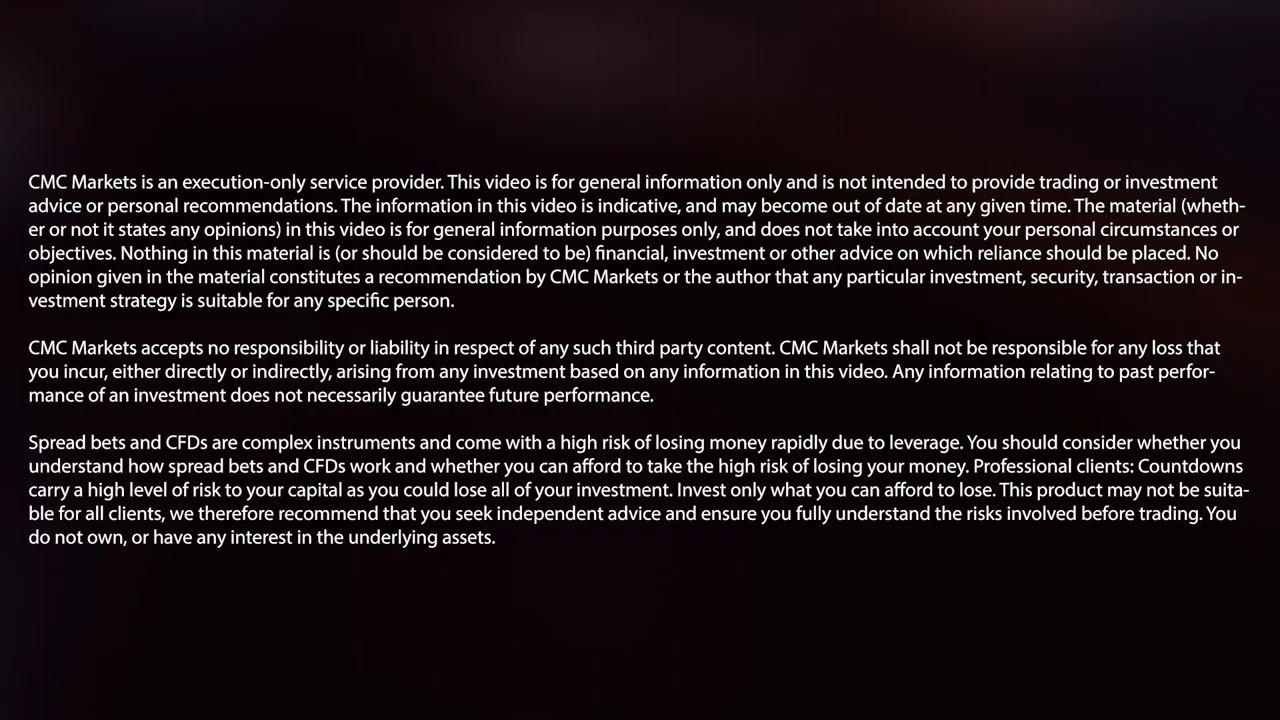 CMC Markets is an execution-only service provider. This video is for general information only and is not intended to provide trading or investment
advice or personal recommendations. The information in this video is indicative, and may become out of date at any given time. The material (wheth-
er or not it states any opinions) in this video is for general information purposes only, and does not take into account your personal circumstances or
objectives. Nothing in this material is (or should be considered to be) financial, investment or other advice on which reliance should be placed. No
opinion given in the material constitutes a recommendation by CMC Markets or the author that any particular investment, security, transaction or in-
vestment strategy is suitable for any specific person.
CMC Markets accepts no responsibility or liability in respect of any such third party content. CMC Markets shall not be responsible for any loss that
you incur, either directly or indirectly, arising from any investment based on any information in this video. Any information relating to past perfor-
mance of an investment does not necessarily guarantee future performance.
Spread bets and CFDs are complex instruments and come with a high risk of losing money rapidly due to leverage. You should consider whether you
understand how spread bets and CFDs work and whether you can afford to take the high risk of losing your money. Professional clients: Countdowns
carry a high level of risk to your capital as you could lose all of your investment. Invest only what you can afford to lose. This product may not be suita-
ble for all clients, we therefore recommend that you seek independent advice and ensure you fully understand the risks involved before trading. You
do not own, or have any interest in the underlying assets.